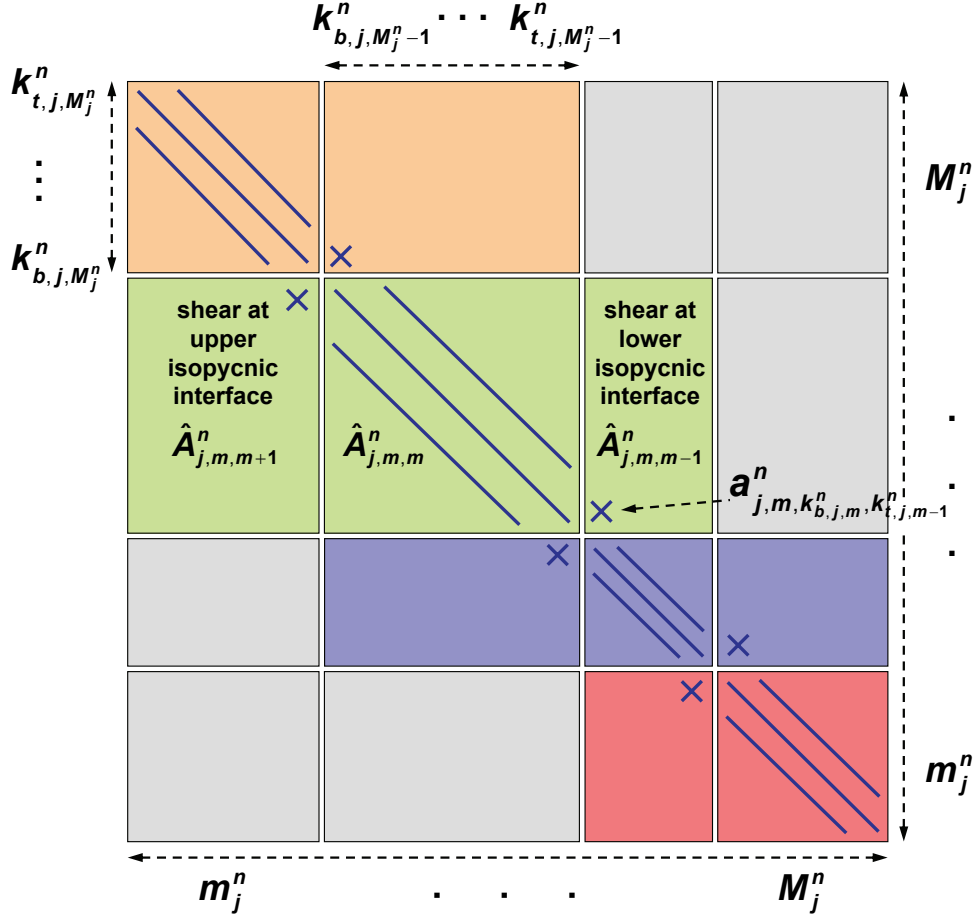 k^n_{b,j,M^n_j−1} · · · k^n_{t,j,M^n_j−1}
k^n_{t,j,M^n_j}
⋮
k^n_{b,j,M^n_j}
M^n_j
shear at
upper
isopycnic
interface
Â^n_{j,m,m+1}
Â^n_{j,m,m}
shear at
lower
isopycnic
interface
Â^n_{j,m,m−1}
a^n_{j,m,k^n_{b,j,m},k^n_{t,j,m−1}}
. . .
m^n_j
m^n_j . . . M^n_j